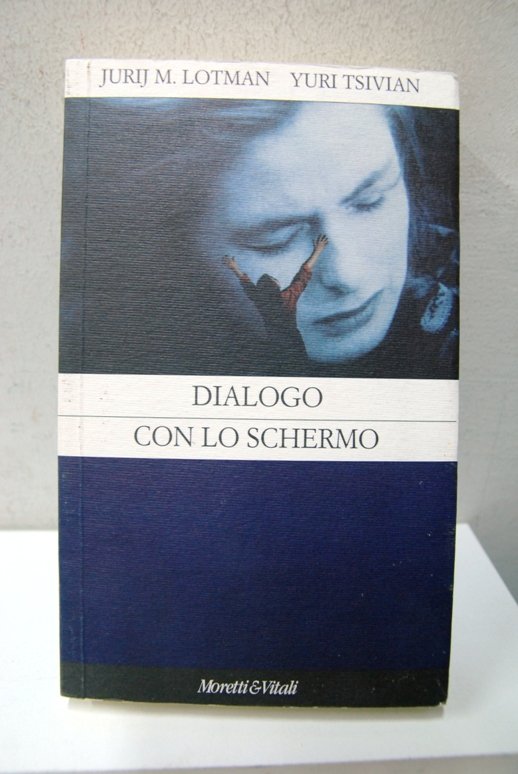 JURIJ M. LOTMAN YURI TSIVIAN
DIALOGO
CON LO SCHERMO
Moretti&Vitali